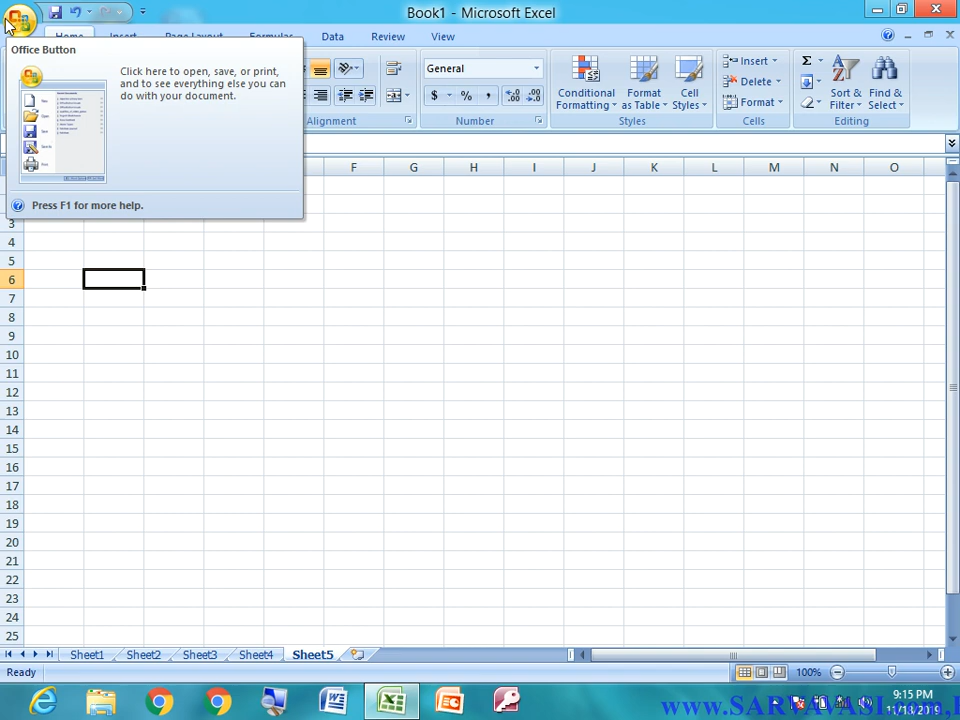 Book1 - Microsoft Excel
Home Insert Page Layout Formulas Data Review View
Office Button
Click here to open, save, or print,
and to see everything else you can
do with your document.
Press F1 for more help.
General
$ % ,
Conditional
Formatting
Format
as Table
Cell
Styles
Insert
Delete
Format
Σ
Sort &
Filter
Find &
Select
Alignment Number Styles Cells Editing
F G H I J K L M N O
3
4
5
6
7
8
9
10
11
12
13
14
15
16
17
18
19
20
21
22
23
24
25
Sheet1 Sheet2 Sheet3 Sheet4 Sheet5
Ready 100%
9:15 PM
www.SARVAVASI.com